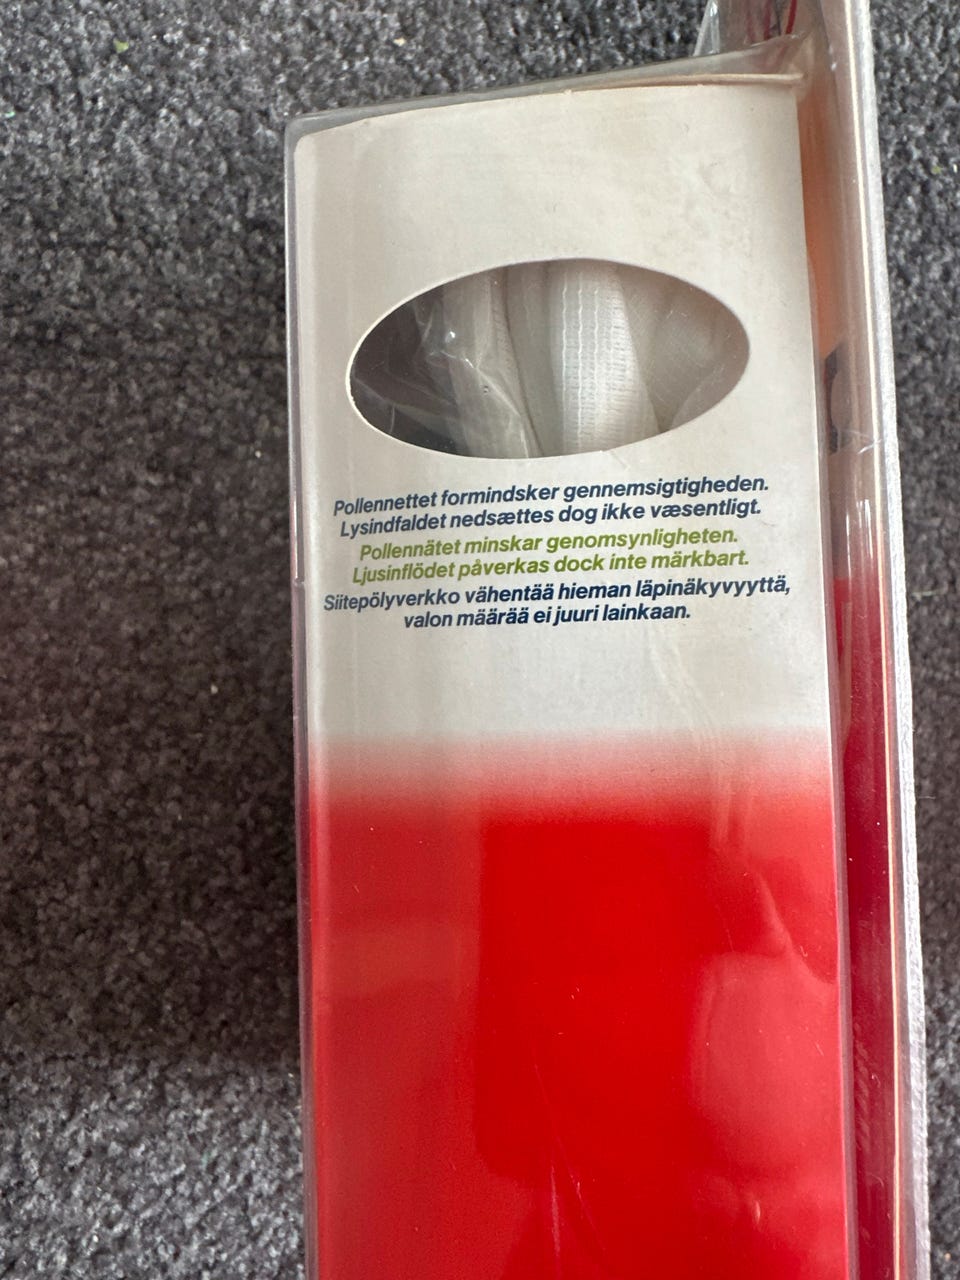 Pollennettet formindsker gennemsigtigheden.
Lysindfaldet nedsættes dog ikke væsentligt.
Pollennätet minskar genomsynligheten.
Ljusinflödet påverkas dock inte märkbart.
Siitepölyverkko vähentää hieman läpinäkyvyyttä,
valon määrää ei juuri lainkaan.